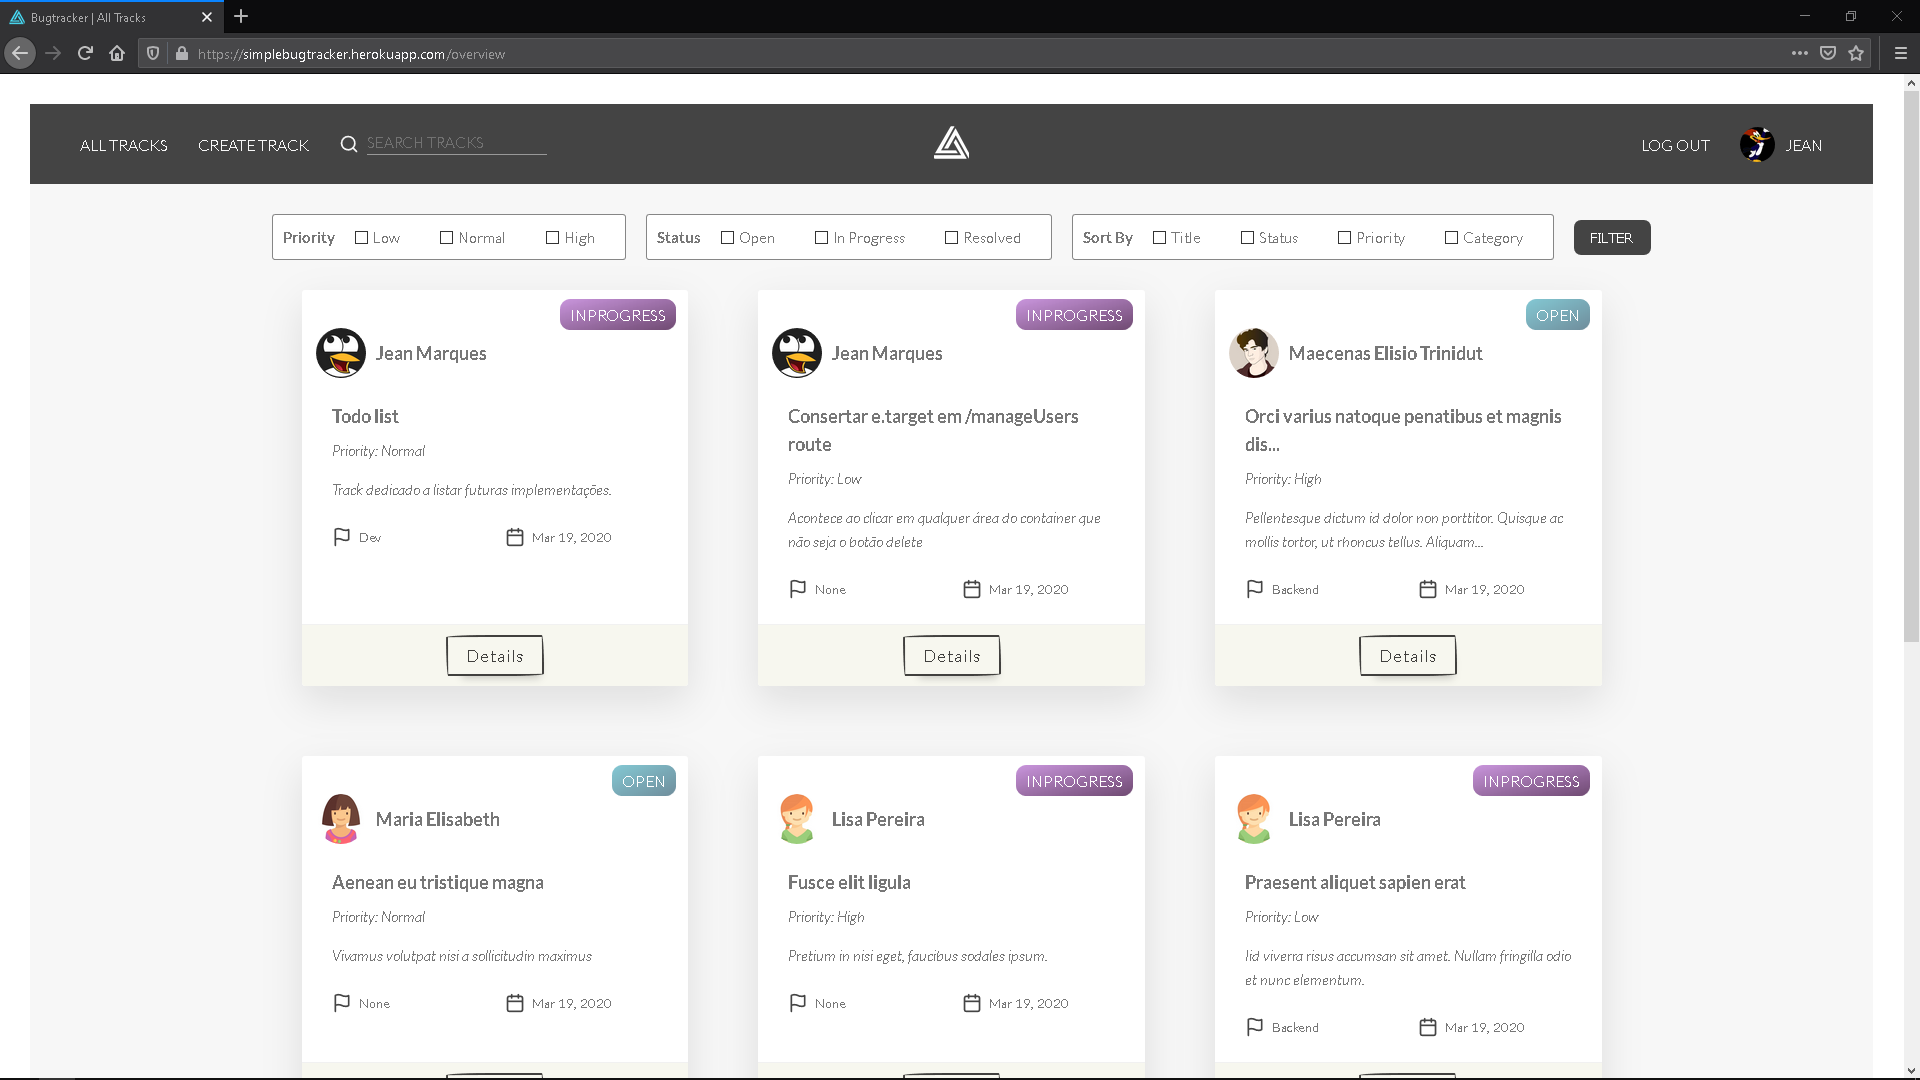 Bugtracker | All Tracks
https://simplebugtracker.herokuapp.com/overview
ALL TRACKS CREATE TRACK SEARCH TRACKS LOG OUT JEAN
Priority Low Normal High Status Open In Progress Resolved Sort By Title Status Priority Category FILTER
INPROGRESS
Jean Marques
Todo list
Priority: Normal
Track dedicado a listar futuras implementações.
Dev Mar 19, 2020
Details
INPROGRESS
Jean Marques
Consertar e.target em /manageUsers
route
Priority: Low
Acontece ao clicar em qualquer área do container que
não seja o botão delete
None Mar 19, 2020
Details
OPEN
Maecenas Elisio Trinidut
Orci varius natoque penatibus et magnis
dis...
Priority: High
Pellentesque dictum id dolor non porttitor. Quisque ac
mollis tortor, ut rhoncus tellus. Aliquam...
Backend Mar 19, 2020
Details
OPEN
Maria Elisabeth
Aenean eu tristique magna
Priority: Normal
Vivamus volutpat nisi a sollicitudin maximus
None Mar 19, 2020
INPROGRESS
Lisa Pereira
Fusce elit ligula
Priority: High
Pretium in nisi eget, faucibus sodales ipsum.
None Mar 19, 2020
INPROGRESS
Lisa Pereira
Praesent aliquet sapien erat
Priority: Low
Iid viverra risus accumsan sit amet. Nullam fringilla odio
et nunc elementum.
Backend Mar 19, 2020